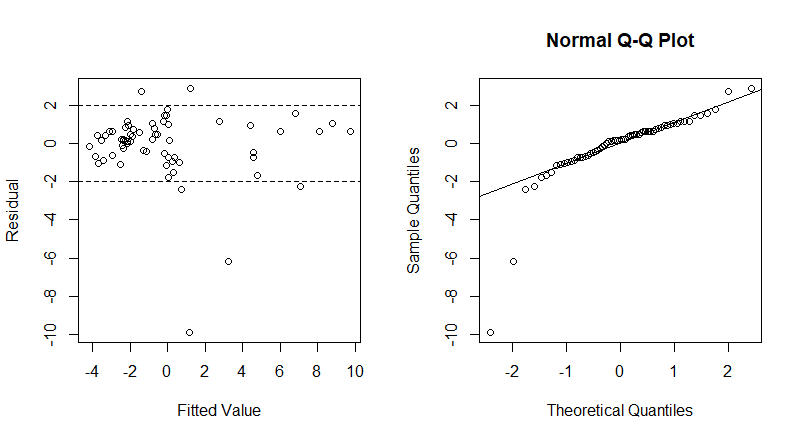 Normal Q-Q Plot
2
0
-2
-4
-6
-8
-10
Residual
-4 -2 0 2 4 6 8 10
Fitted Value
2
0
-2
-4
-6
-8
-10
Sample Quantiles
-2 -1 0 1 2
Theoretical Quantiles